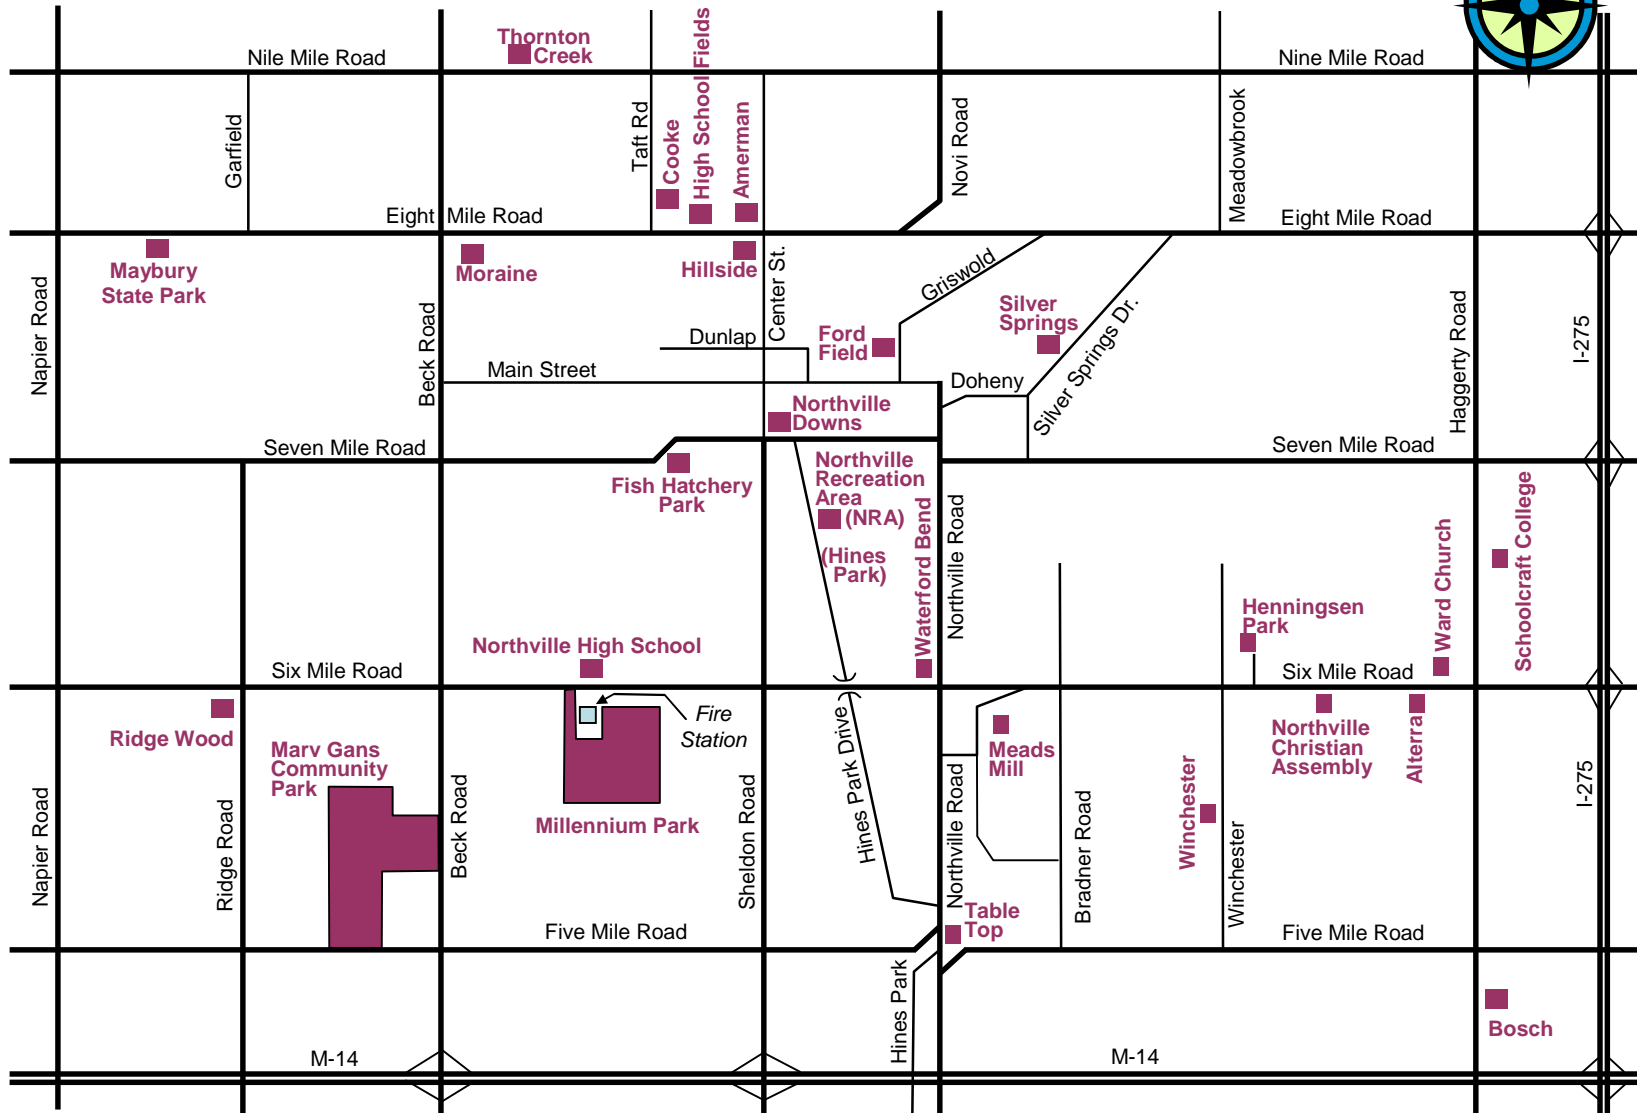 Thornton
Creek
High School Fields
Nile Mile Road
Nine Mile Road
Garfield
Taft Rd
Cooke
Amerman
Novi Road
Meadowbrook
Eight Mile Road
Eight Mile Road
Maybury
State Park
Moraine
Hillside
Center St.
Griswold
Silver
Springs
Silver Springs Dr.
Napier Road
Beck Road
Haggerty Road
I-275
Dunlap
Ford
Field
Main Street
Doheny
Northville
Downs
Seven Mile Road
Seven Mile Road
Fish Hatchery
Park
Northville
Recreation
Area
(NRA)
(Hines
Park)
Waterford Bend
Northville Road
Ward Church
Schoolcraft College
Henningsen
Park
Northville High School
Six Mile Road
Six Mile Road
Ridge Wood
Fire
Station
Marv Gans
Community
Park
Millennium Park
Hines Park Drive
Meads
Mill
Northville
Christian
Assembly
Alterra
Winchester
I-275
Napier Road
Ridge Road
Beck Road
Sheldon Road
Northville Road
Bradner Road
Winchester
Table
Top
Five Mile Road
Five Mile Road
Hines Park
Bosch
M-14
M-14